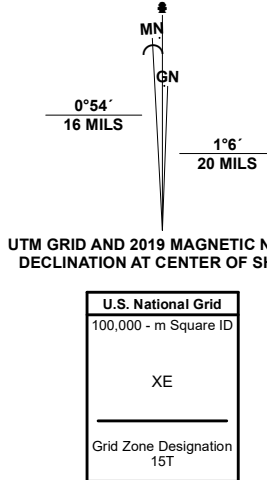 MN
GN
0°54´
16 MILS
1°6´
20 MILS
UTM GRID AND 2019 MAGNETIC N
DECLINATION AT CENTER OF SH
U.S. National Grid
100,000 - m Square ID
XE
Grid Zone Designation
15T